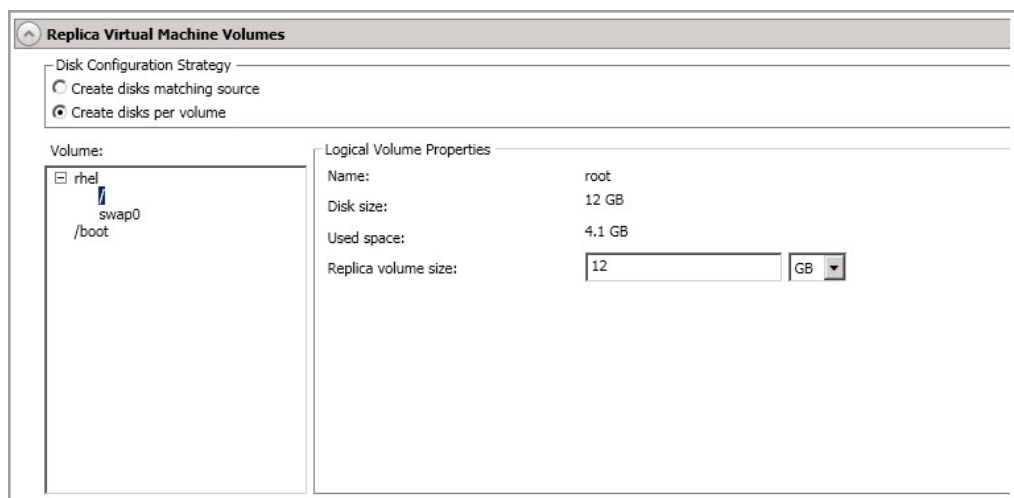 Replica Virtual Machine Volumes
Disk Configuration Strategy
Create disks matching source
Create disks per volume
Volume:
rhel
/
swap0
/boot
Logical Volume Properties
Name: root
Disk size: 12 GB
Used space: 4.1 GB
Replica volume size: 12 GB